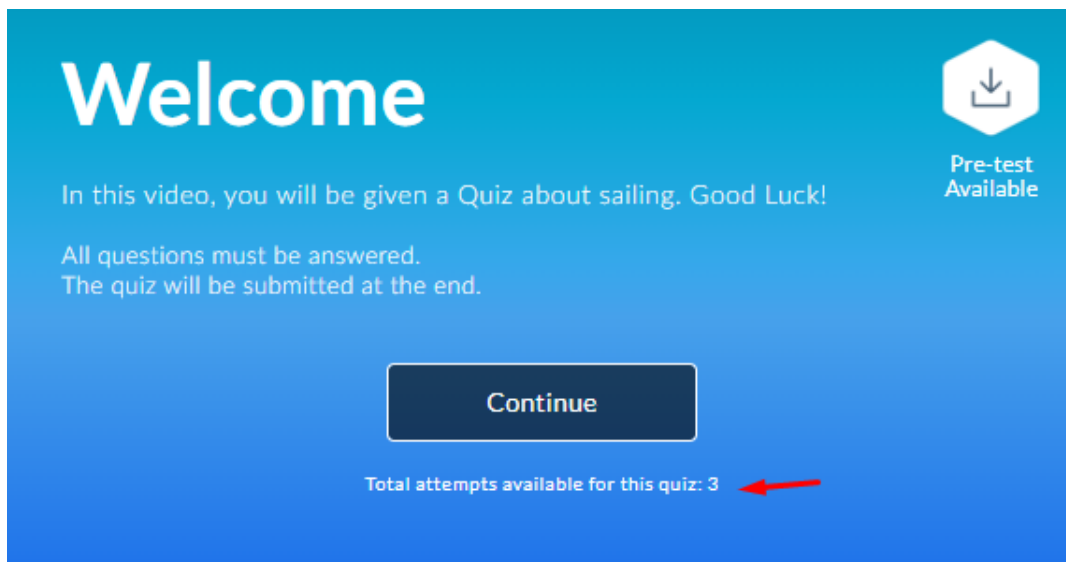 Welcome
Pre-test
Available
In this video, you will be given a Quiz about sailing. Good Luck!
All questions must be answered.
The quiz will be submitted at the end.
Continue
Total attempts available for this quiz: 3